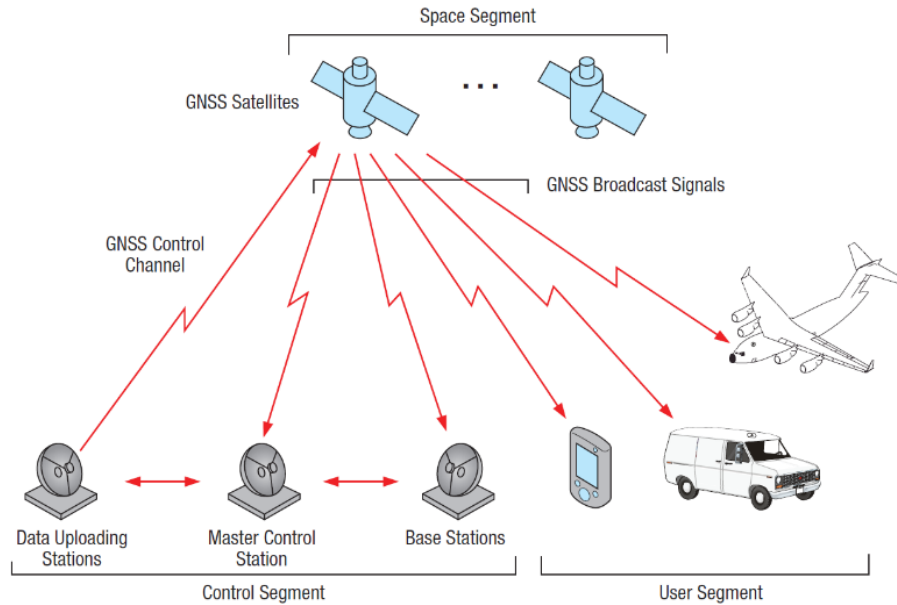 Space Segment
GNSS Satellites
GNSS Broadcast Signals
GNSS Control
Channel
Data Uploading
Stations
Master Control
Station
Base Stations
Control Segment
User Segment